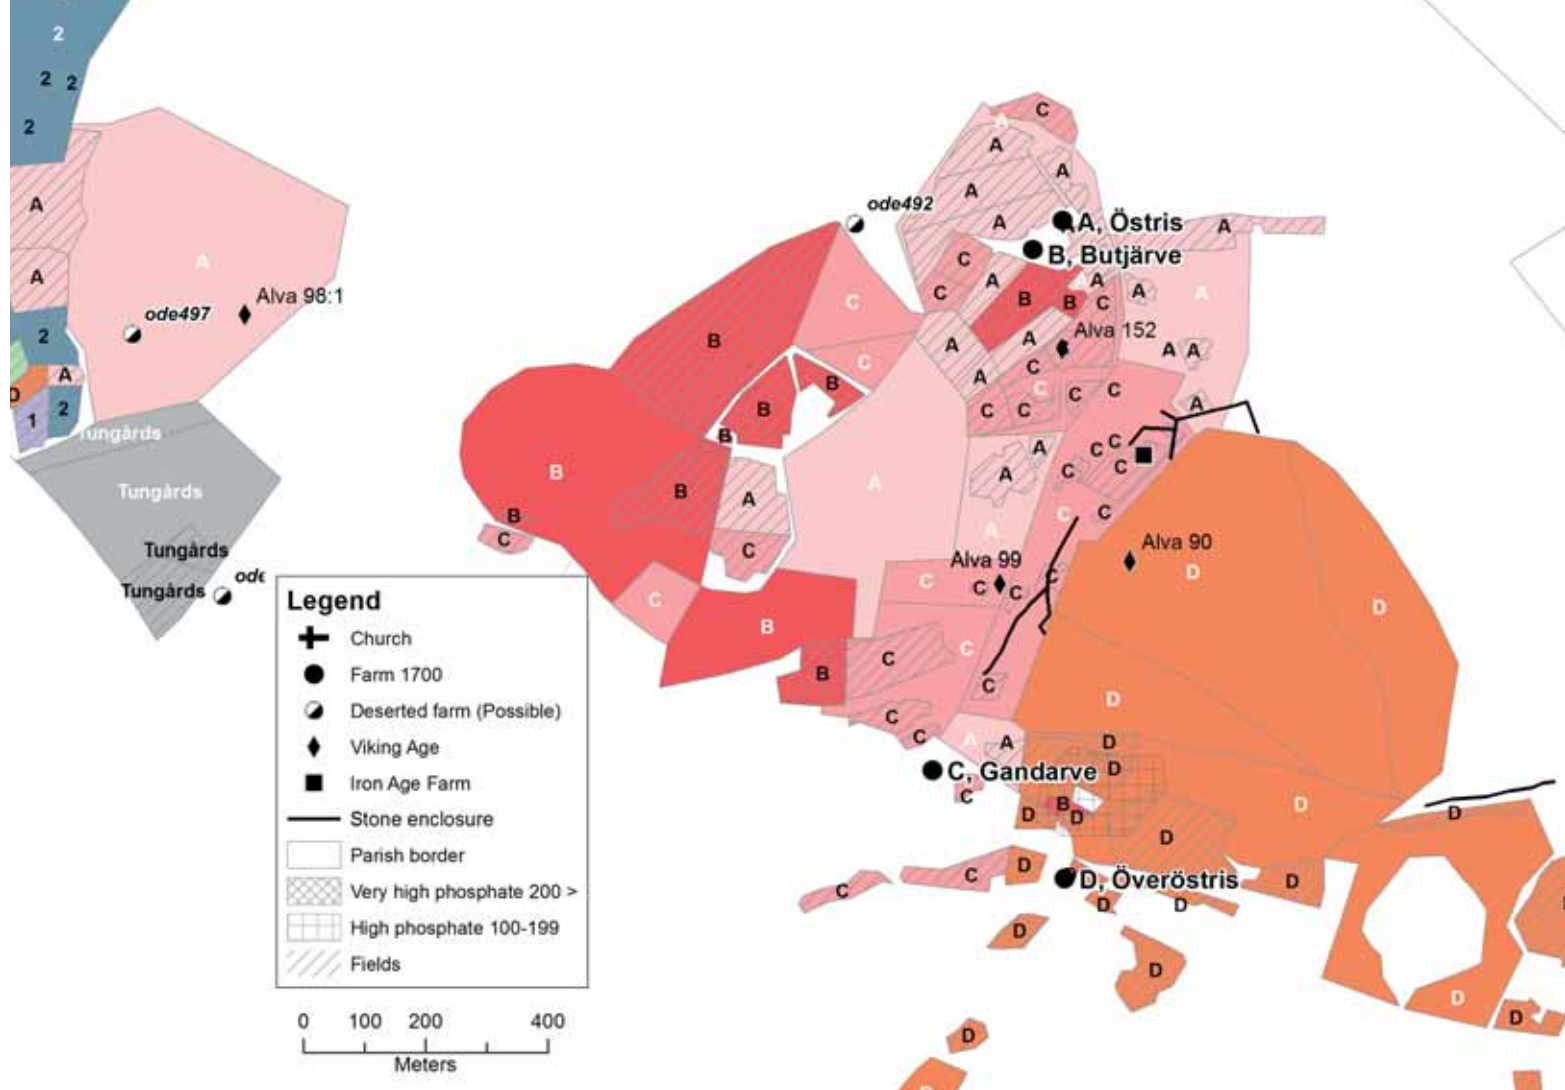 2
2 2
2
A
A
A
ode497
Alva 98:1
2
A
D
1
2
Tungårds
Tungårds
Tungårds
Tungårds
C
A
A
A
A
A
ode492
A, Östris
A
B, Butjärve
C
A
A
C
B
B
C
A
A
C
B
Alva 152
A
A
A A
C
C
A
C
C
C
C
C
C
A
B
B
B
A
C
C
C
C
A
A
A
B
B
A
A
C
C
B
C
C
Alva 99
Alva 90
C
C C
C
D
D
C
B
C
C
B
C
D
C
C
A
A
D
C, Gandarve
D
C
B
D
D
D
D
D
C
C
D
D, Överöstris
D
D
D
D
D
D
D
D
D
Legend
Church
Farm 1700
Deserted farm (Possible)
Viking Age
Iron Age Farm
Stone enclosure
Parish border
Very high phosphate 200 >
High phosphate 100-199
Fields
0 100 200 400
Meters